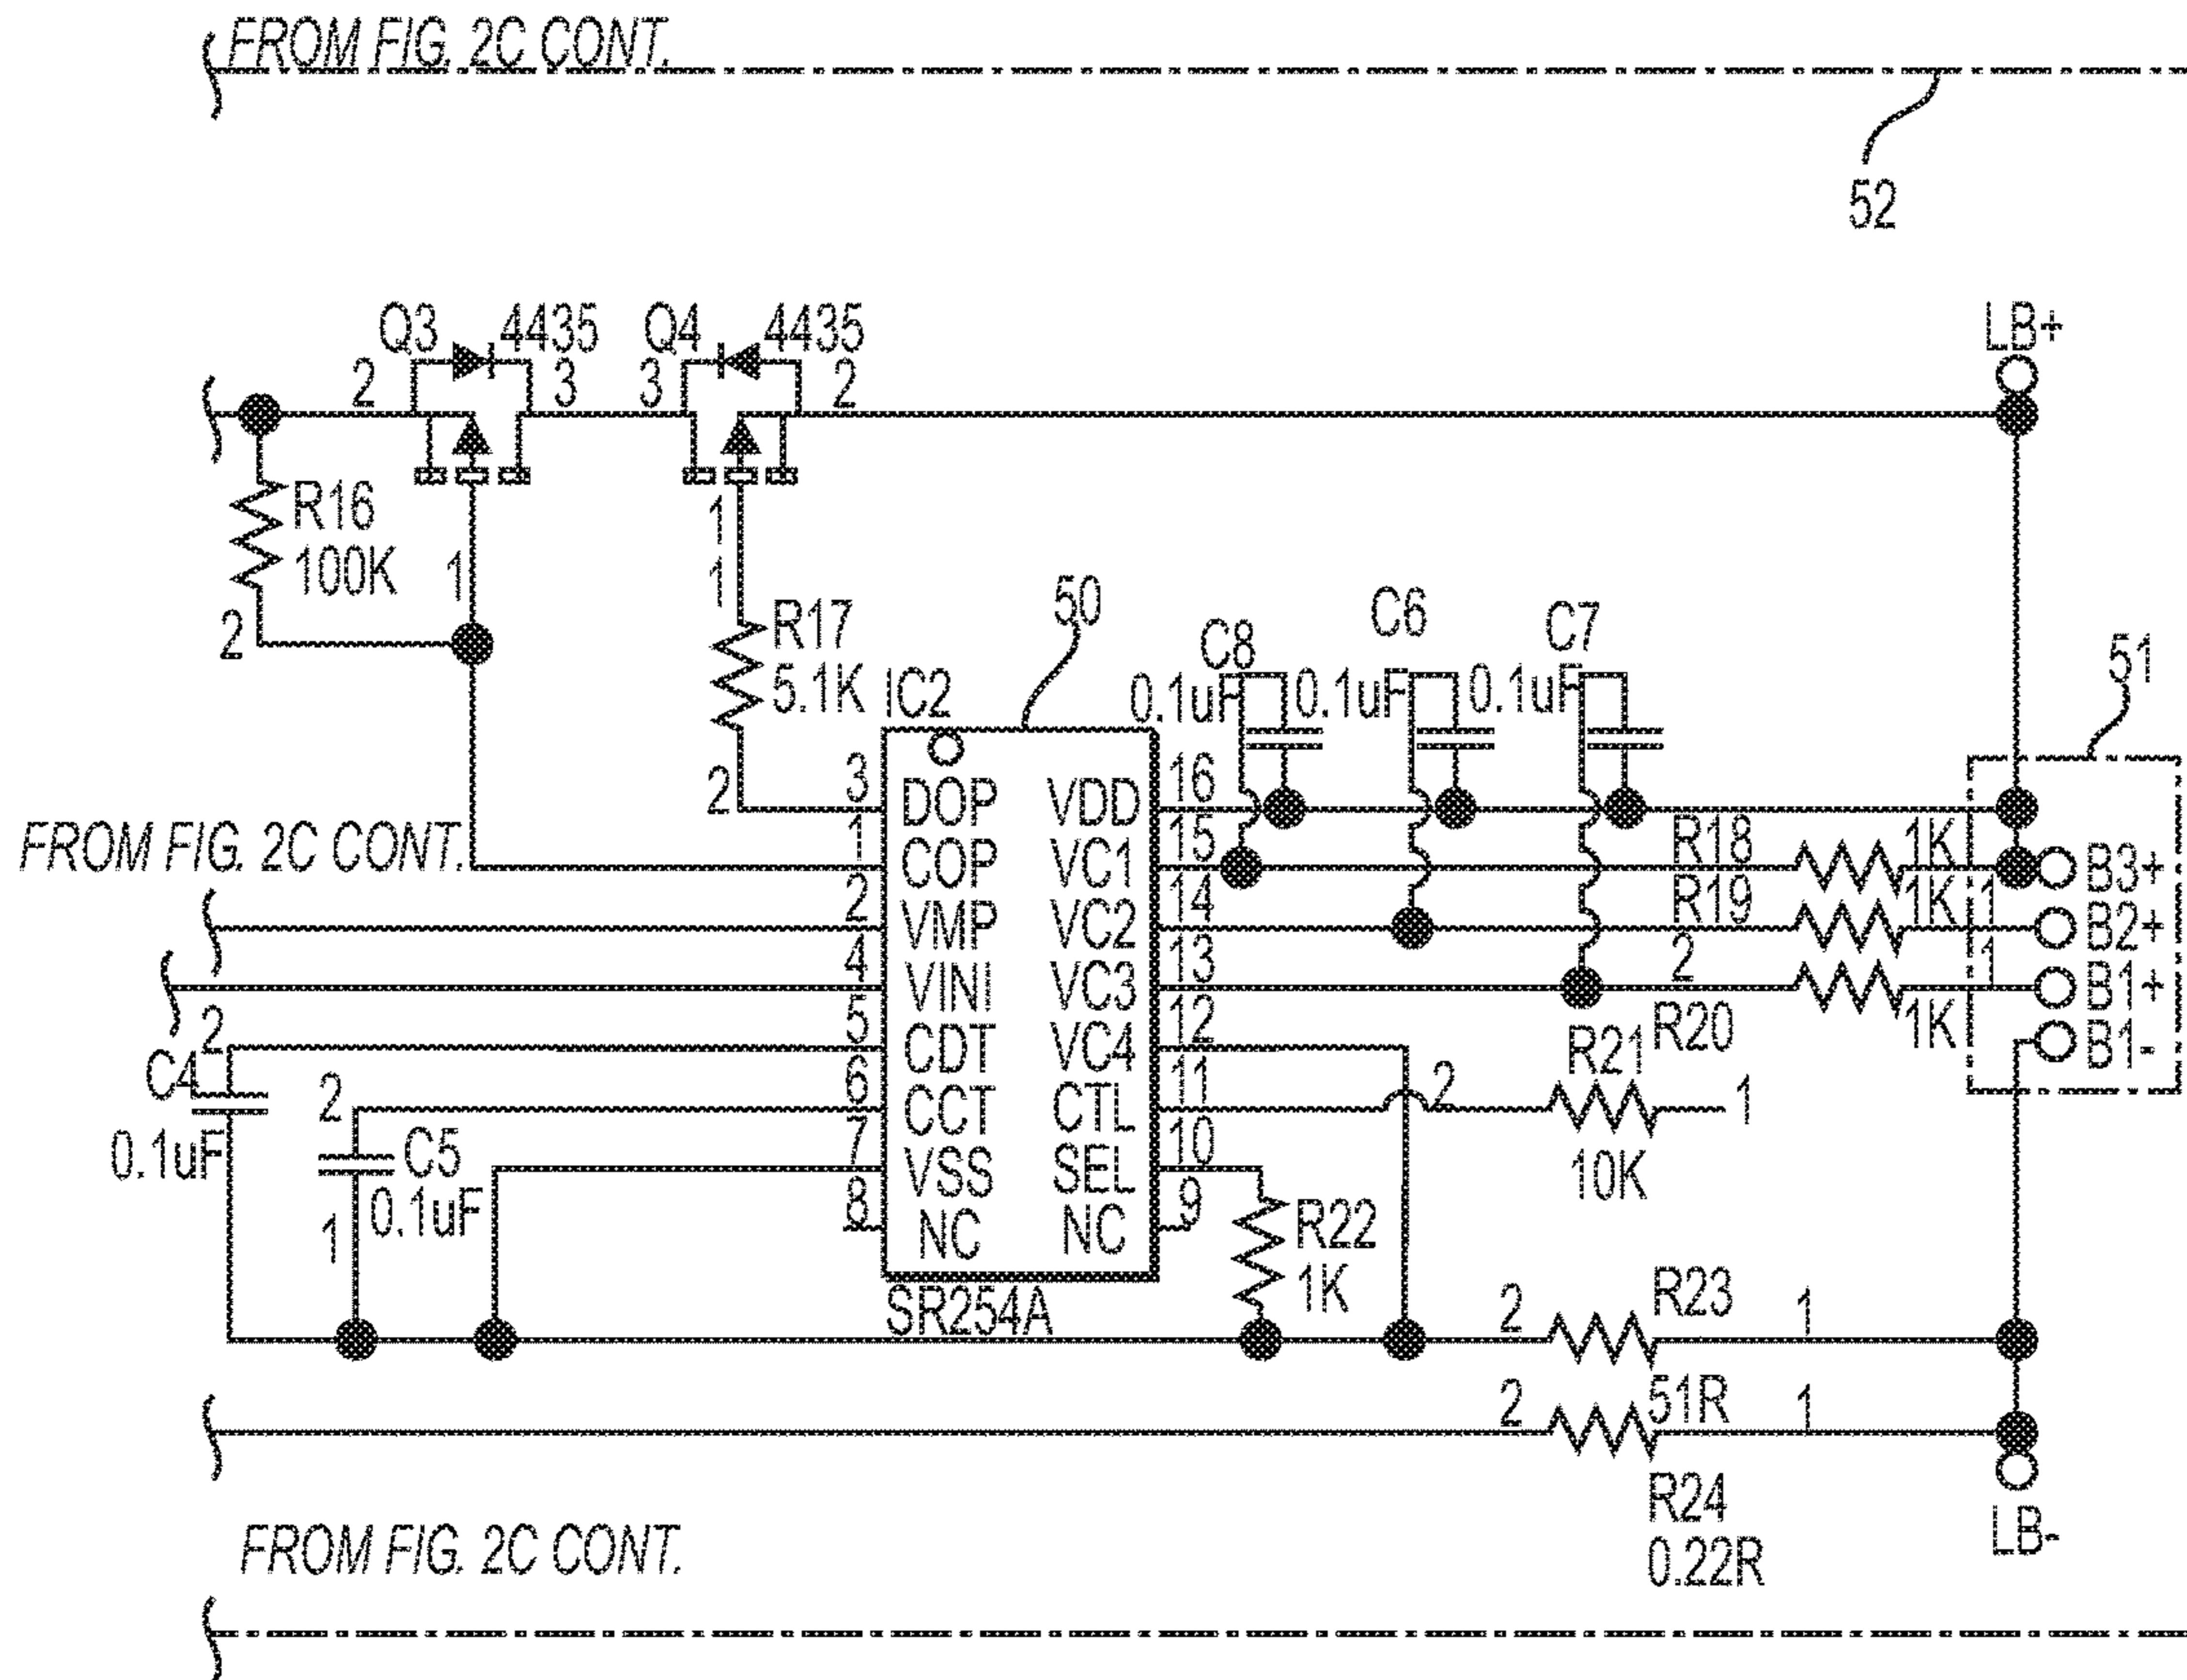 FROM FIG. 2C CONT.
52
Q3 4435 Q4 4435
LB+
2 3 3 2
R16
100K
1
1
1
2
R17
5.1K
2
50
C8
0.1uF
C6
0.1uF
C7
0.1uF
51
IC2
3 DOP VDD 16
1 COP VC1 15 R18 1K B3+
FROM FIG. 2C CONT.
2 VMP VC2 14 R19 1K 1 B2+
4 VINI VC3 13 2 R20 1K 1 B1+
5 CDT VC4 12 B1-
6 CCT CTL 11 2 R21 10K 1
7 VSS SEL 10
8 NC NC 9
SR254A
2
C4
0.1uF
2
C5
0.1uF
1
R22
1K
2 R23 1
51R
2 1
R24
0.22R
LB-
FROM FIG. 2C CONT.